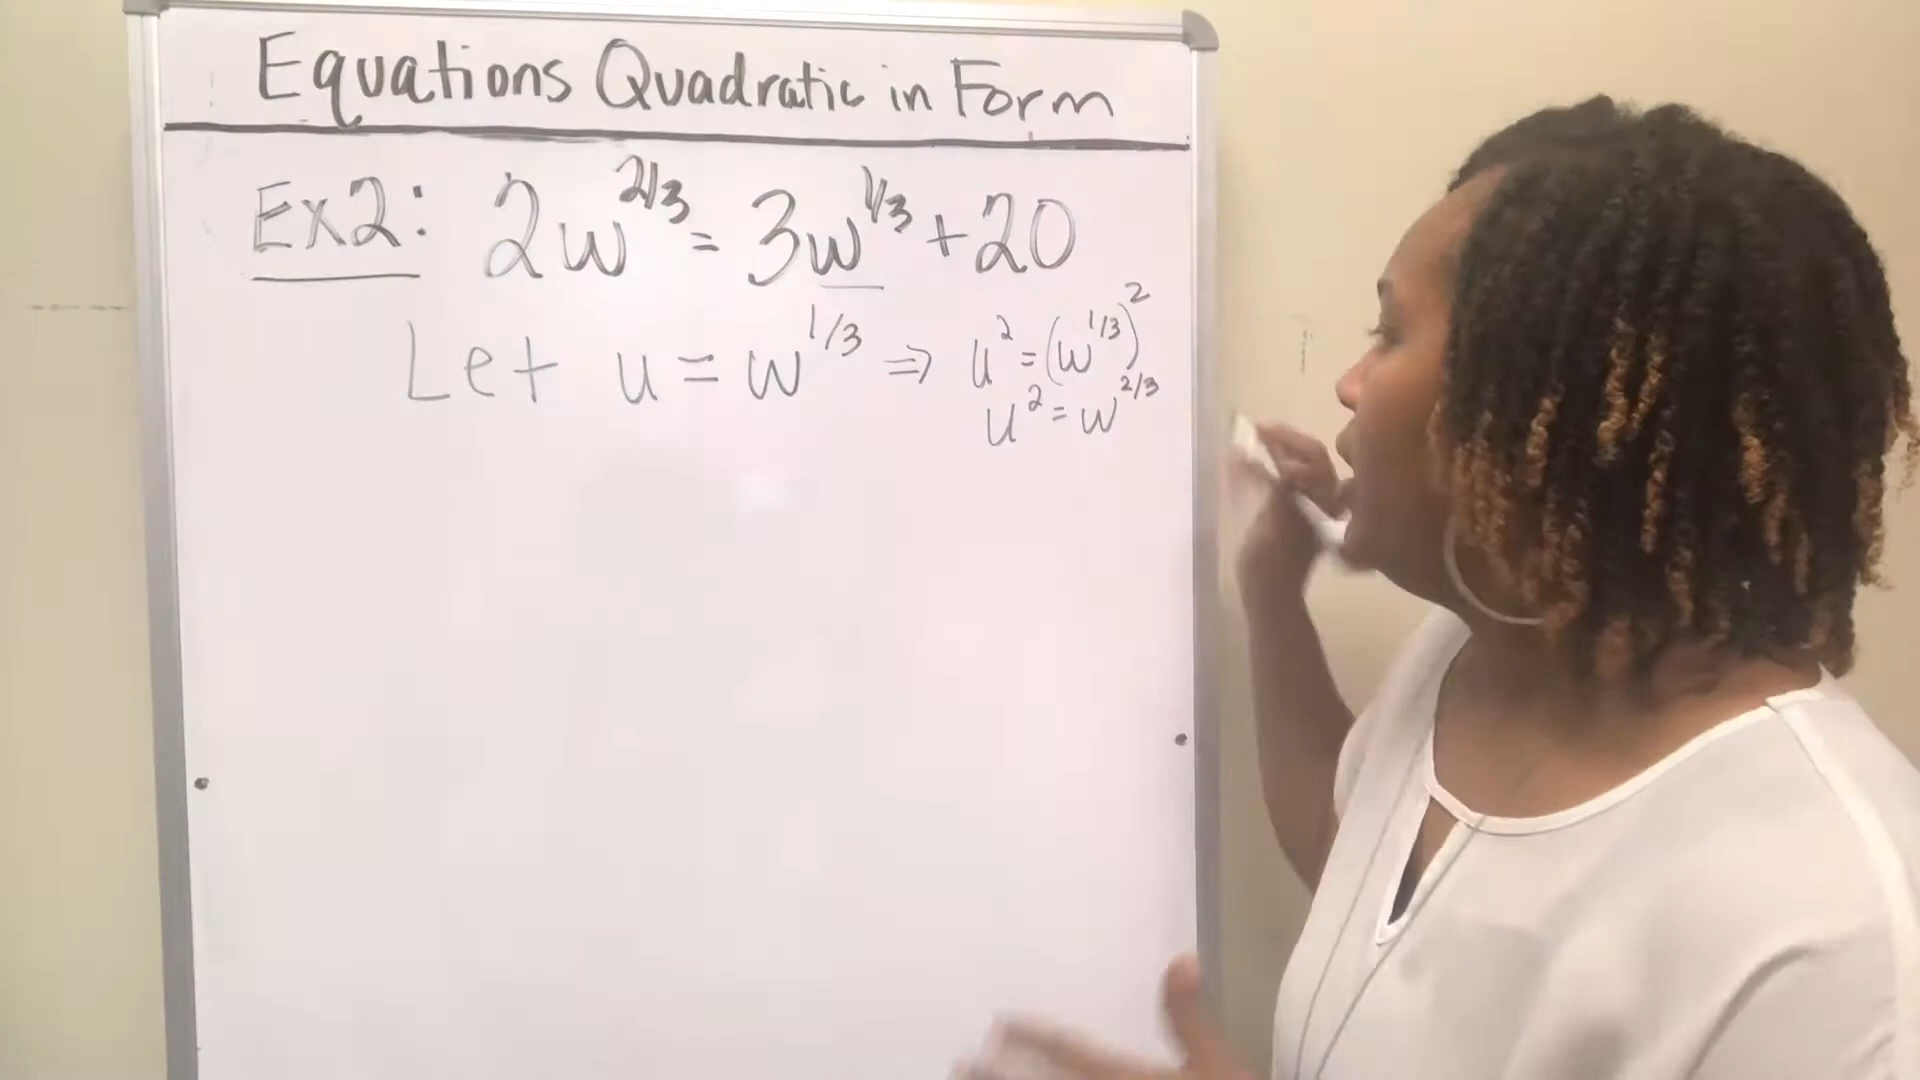 Equations Quadratic in Form
Ex2: 2w^2/3 = 3w^1/3 + 20
Let u = w^1/3 ⇒ u^2 = (w^1/3)^2
u^2 = w^2/3